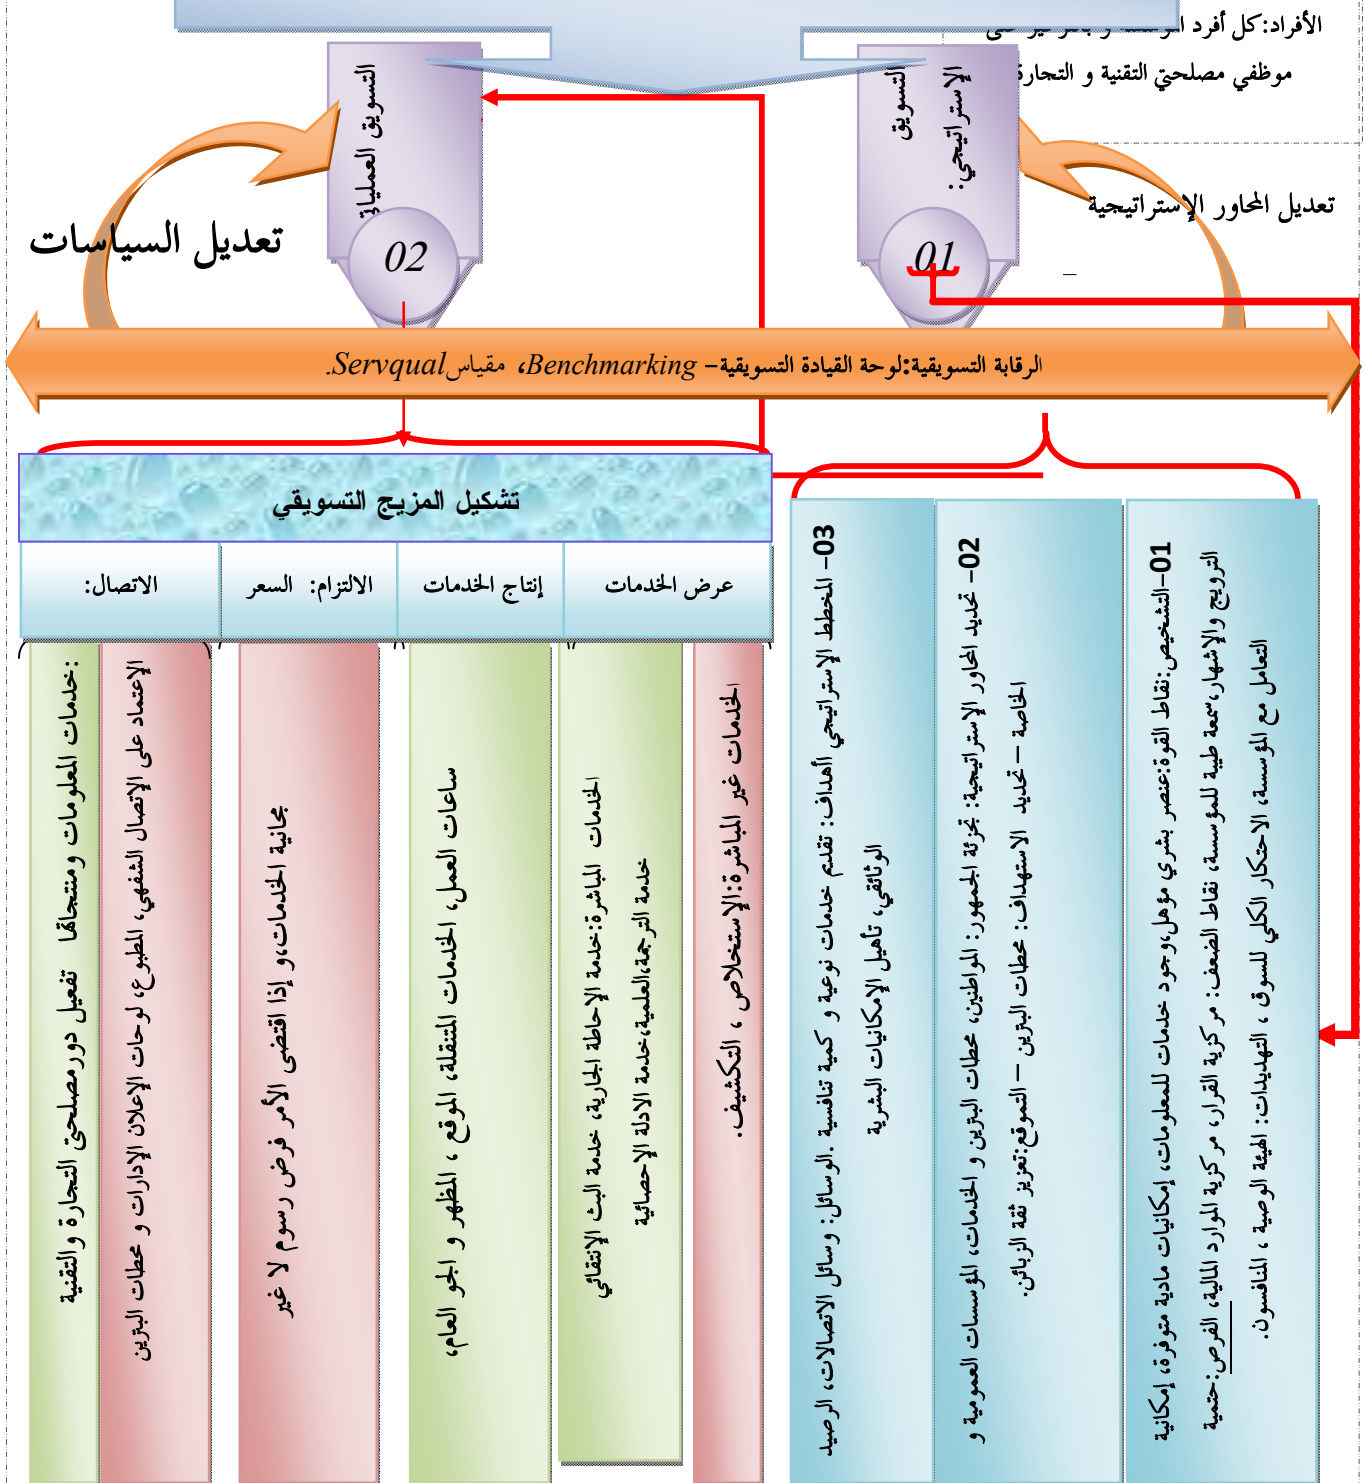 الأفراد:كل أفرد
موظفي مصلحتي التقنية و التجارة
التسويق
الإستراتيجي:
01
التسويق العملياتي
02
تعديل المحاور الإستراتيجية
–
تعديل السياسات
الرقابة التسويقية:لوحة القيادة التسويقية– Benchmarking، مقياس Servqual.
تشكيل المزيج التسويقي
عرض الخدمات
إنتاج الخدمات
الالتزام: السعر
الاتصال:
01-التشخيص:نقاط القوة:عنصر بشري مؤهل،وجود خدمات للمعلومات، إمكانيات مادية متوفرة، إمكانية
الترويج والإشهار،سمعة طيبة للمؤسسة، نقاط الضعف: مركزية القرار، مركزية الموارد المالية، الفرص:حتمية
التعامل مع المؤسسة، الاحتكار الكلي للسوق ، التهديدات: الهيئة الوصية ، المنافسون.
02- تحديد المحاور الإستراتيجية: تجزئة الجمهور: المواطنين، محطات البترين و الخدمات، المؤسسات العمومية و
الخاصة – تحديد الاستهداف: محطات البترين – التموقع:تعزيز ثقة الزبائن.
03- المخطط الإستراتيجي أأهداف: تقديم خدمات نوعية و كمية تنافسية .الوسائل: وسائل الاتصالات، الرصيد
الوثائقي، تأهيل الإمكانيات البشرية
الخدمات غير المباشرة:الإستخلاص ، التكشيف.
الخدمات المباشرة:خدمة الإحاطة الجارية، خدمة البث الإنتقائي
خدمة الترجمة،العلمية،خدمة الادلة الإحصائية
ساعات العمل، الخدمات المتنقلة، الموقع ، المظهر و الجو العام،
مجانية الخدمات،و إذا اقتضى الأمر فرض رسوم لا غير
الإعتماد على الإتصال الشفهي، المطبوع، لوحات الإعلان الإدارات و محطات البترين
:خدمات المعلومات ومنتجاتها تفعيل دورمصلحتي التجارة والتقنية